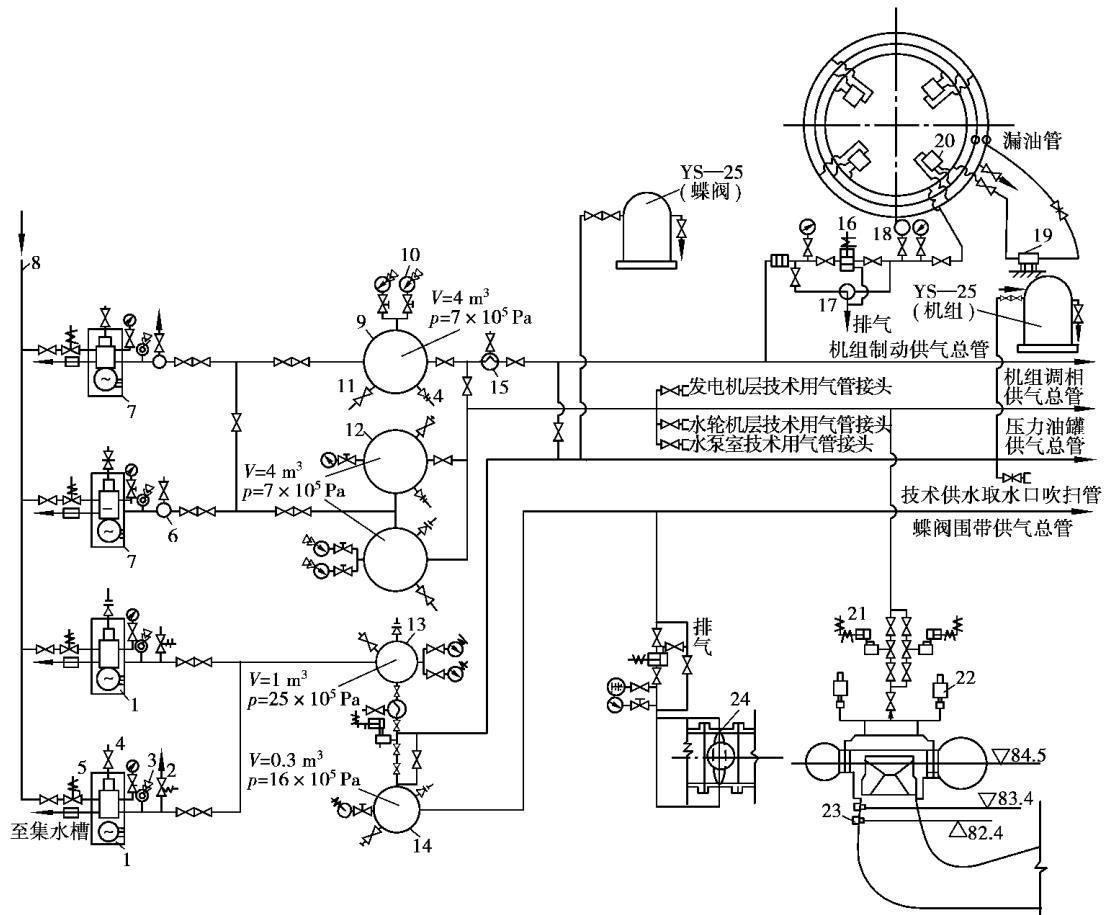 漏油管
20
YS—25
(蝶阀)
16
18
19
8
10
9
V=4 m³
p=7×10⁵ Pa
17
排气
YS—25
(机组)
机组制动供气总管
7
11
4
15
发电机层技术用气管接头
机组调相
供气总管
12
水轮机层技术用气管接头
水泵室技术用气管接头
压力油罐
供气总管
V=4 m³
p=7×10⁵ Pa
技术供水取水口吹扫管
6
7
蝶阀围带供气总管
13
排
气
21
V=1 m³
p=25×10⁵ Pa
22
1
24
4
5
3
2
V=0.3 m³
p=16×10⁵ Pa
84.5
83.4
23
82.4
至集水槽
1
14